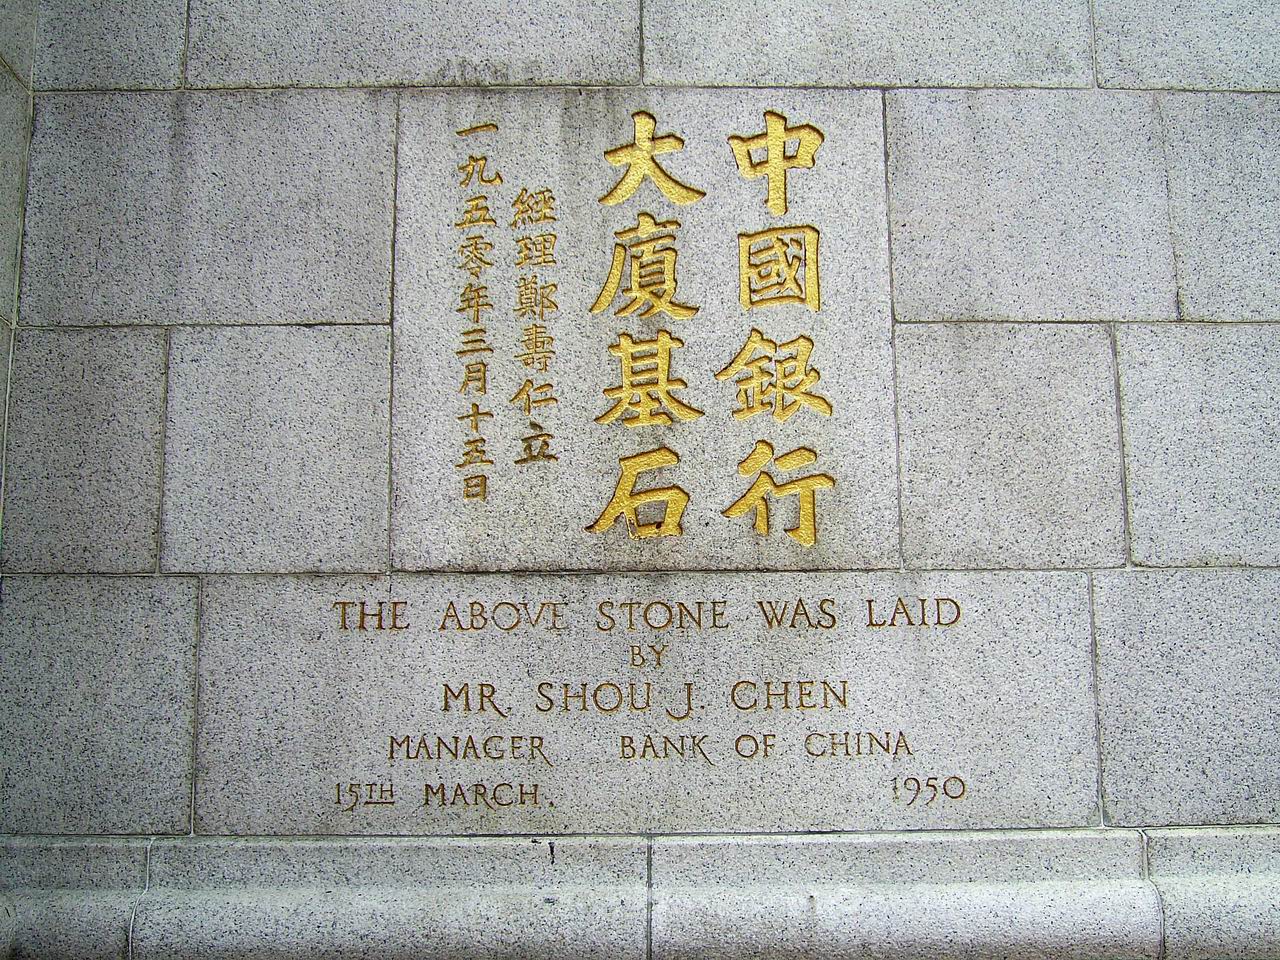 中國銀行
大廈基石
經理鄭壽仁立
一九五零年三月十五日
THE ABOVE STONE WAS LAID
BY
MR. SHOU J. CHEN
MANAGER BANK OF CHINA
15TH MARCH. 1950